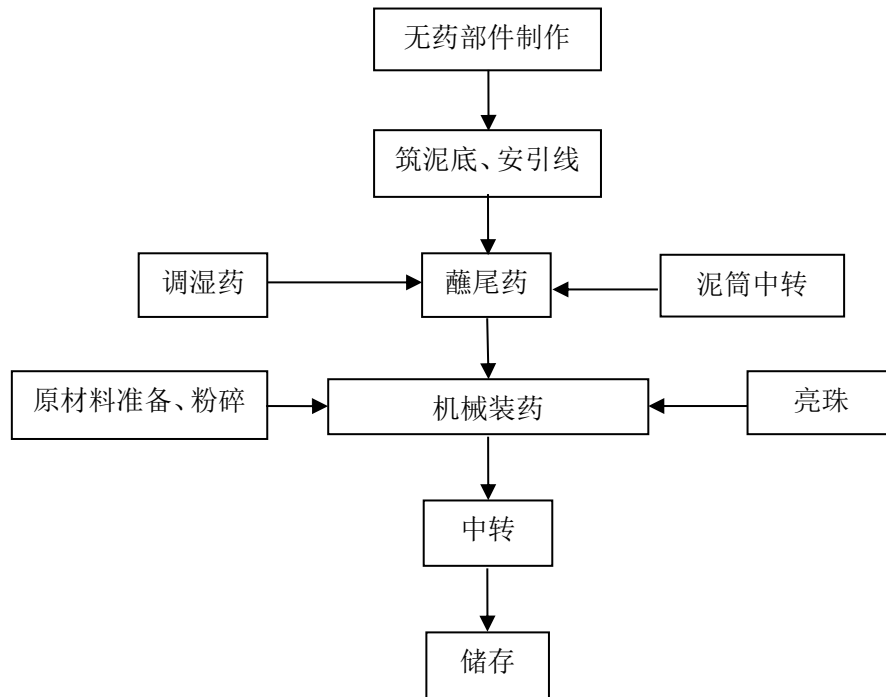 无药部件制作
筑泥底、安引线
调湿药
蘸尾药
泥筒中转
原材料准备、粉碎
机械装药
亮珠
中转
储存